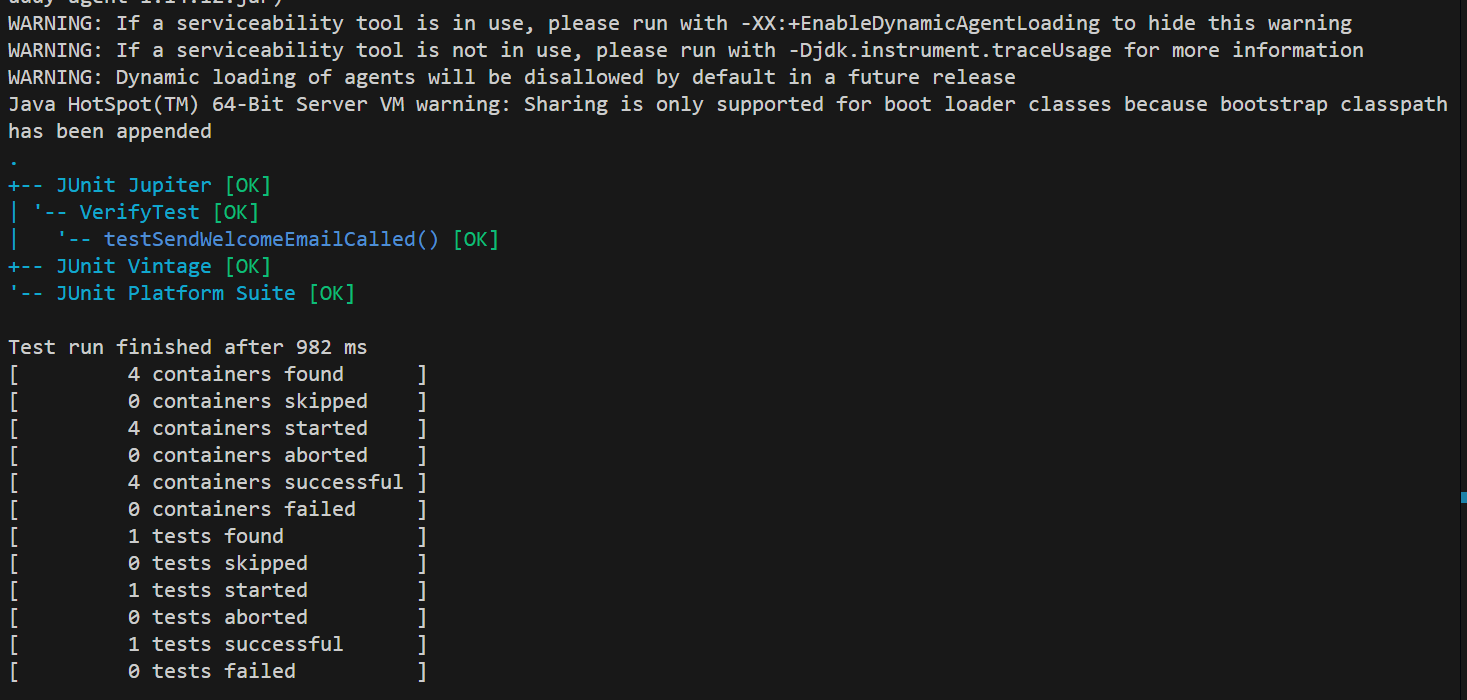 WARNING: If a serviceability tool is in use, please run with -XX:+EnableDynamicAgentLoading to hide this warning
WARNING: If a serviceability tool is not in use, please run with -Djdk.instrument.traceUsage for more information
WARNING: Dynamic loading of agents will be disallowed by default in a future release
Java HotSpot(TM) 64-Bit Server VM warning: Sharing is only supported for boot loader classes because bootstrap classpath
has been appended
.
+-- JUnit Jupiter [OK]
| '-- VerifyTest [OK]
|   '-- testSendWelcomeEmailCalled() [OK]
+-- JUnit Vintage [OK]
'-- JUnit Platform Suite [OK]

Test run finished after 982 ms
[         4 containers found      ]
[         0 containers skipped    ]
[         4 containers started    ]
[         0 containers aborted    ]
[         4 containers successful ]
[         0 containers failed     ]
[         1 tests found           ]
[         0 tests skipped         ]
[         1 tests started         ]
[         0 tests aborted         ]
[         1 tests successful      ]
[         0 tests failed          ]